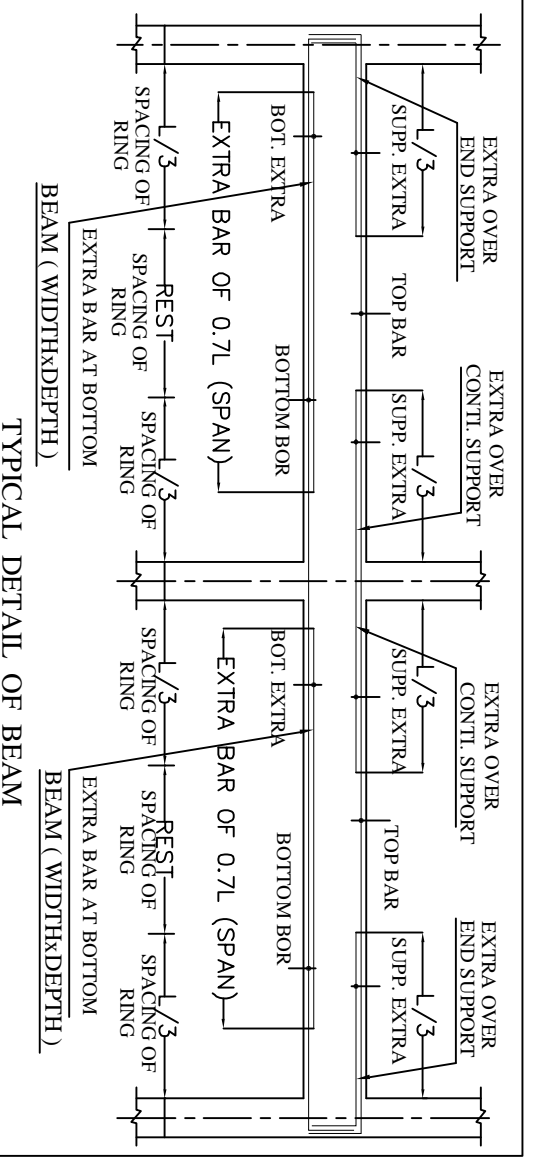 EXTRA OVER
END SUPPORT
EXTRA OVER
CONTI. SUPPORT
EXTRA OVER
CONTI. SUPPORT
EXTRA OVER
END SUPPORT
L/3
SUPP. EXTRA
TOP BAR
L/3
SUPP. EXTRA
L/3
SUPP. EXTRA
TOP BAR
L/3
SUPP. EXTRA
BOT. EXTRA
BOTTOM BOR
BOT. EXTRA
BOTTOM BOR
EXTRA BAR OF 0.7L (SPAN)
EXTRA BAR OF 0.7L (SPAN)
L/3
SPACING OF
RING
REST
SPACING OF
RING
L/3
SPACING OF
RING
L/3
SPACING OF
RING
REST
SPACING OF
RING
L/3
SPACING OF
RING
EXTRA BAR AT BOTTOM
BEAM ( WIDTHxDEPTH )
EXTRA BAR AT BOTTOM
BEAM ( WIDTHxDEPTH )
TYPICAL DETAIL OF BEAM